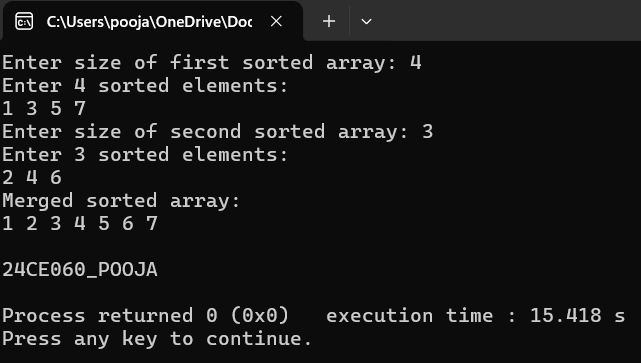 C:\Users\pooja\OneDrive\Doc
Enter size of first sorted array: 4
Enter 4 sorted elements:
1 3 5 7
Enter size of second sorted array: 3
Enter 3 sorted elements:
2 4 6
Merged sorted array:
1 2 3 4 5 6 7
24CE060_POOJA
Process returned 0 (0x0)   execution time : 15.418 s
Press any key to continue.